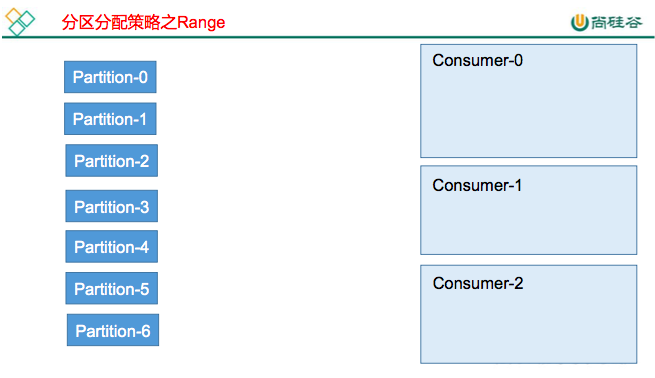 分区分配策略之Range
尚硅谷
Partition-0
Partition-1
Partition-2
Partition-3
Partition-4
Partition-5
Partition-6
Consumer-0
Consumer-1
Consumer-2